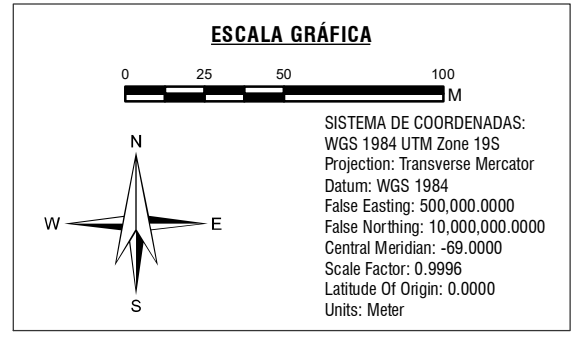 ESCALA GRÁFICA
0 25 50 100
M
SISTEMA DE COORDENADAS:
WGS 1984 UTM Zone 19S
Projection: Transverse Mercator
Datum: WGS 1984
False Easting: 500,000.0000
False Northing: 10,000,000.0000
Central Meridian: -69.0000
Scale Factor: 0.9996
Latitude Of Origin: 0.0000
Units: Meter
N
W E
S